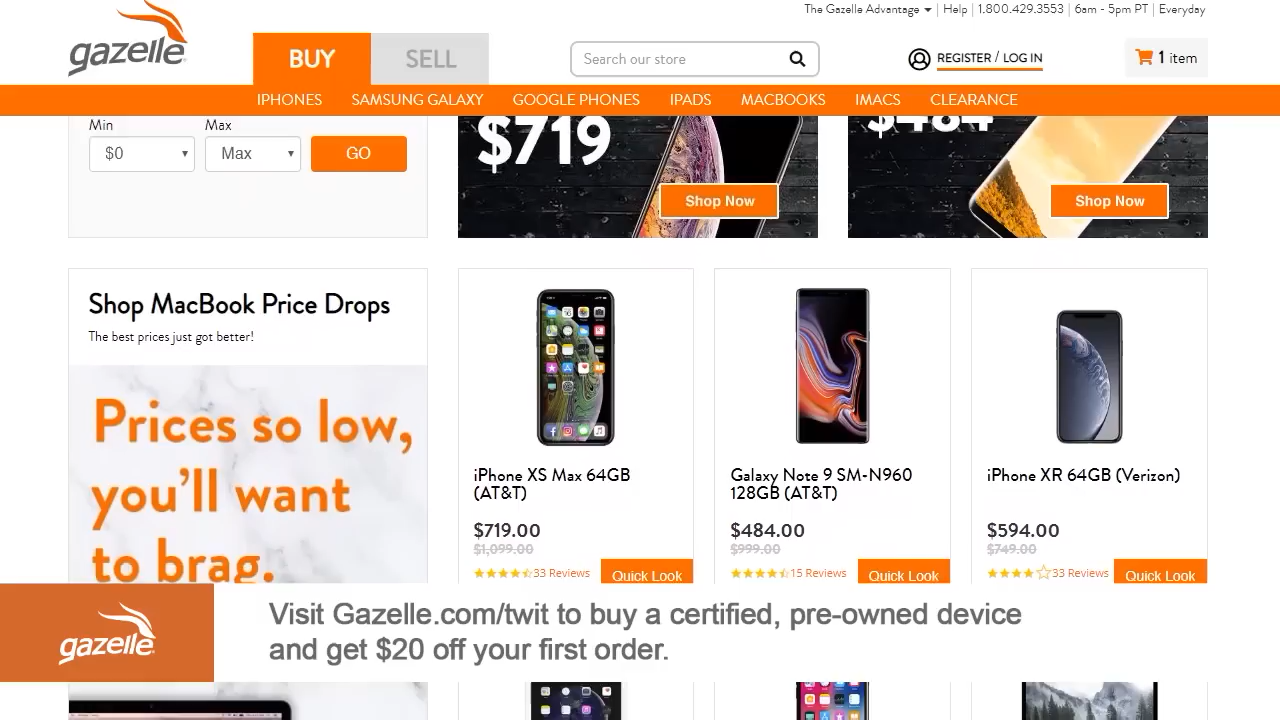 The Gazelle Advantage | Help | 1.800.429.3553 | 6am - 5pm PT | Everyday
gazelle
BUY
SELL
Search our store
REGISTER / LOG IN
1 item
IPHONES SAMSUNG GALAXY GOOGLE PHONES IPADS MACBOOKS IMACS CLEARANCE
Min Max
$0 Max GO
$719
$484
Shop Now
Shop Now
Shop MacBook Price Drops
The best prices just got better!
Prices so low,
you'll want
to brag.
iPhone XS Max 64GB
(AT&T)
$719.00
$1,099.00
33 Reviews
Quick Look
Galaxy Note 9 SM-N960
128GB (AT&T)
$484.00
$999.00
15 Reviews
Quick Look
iPhone XR 64GB (Verizon)
$594.00
$749.00
33 Reviews
Quick Look
gazelle
Visit Gazelle.com/twit to buy a certified, pre-owned device
and get $20 off your first order.